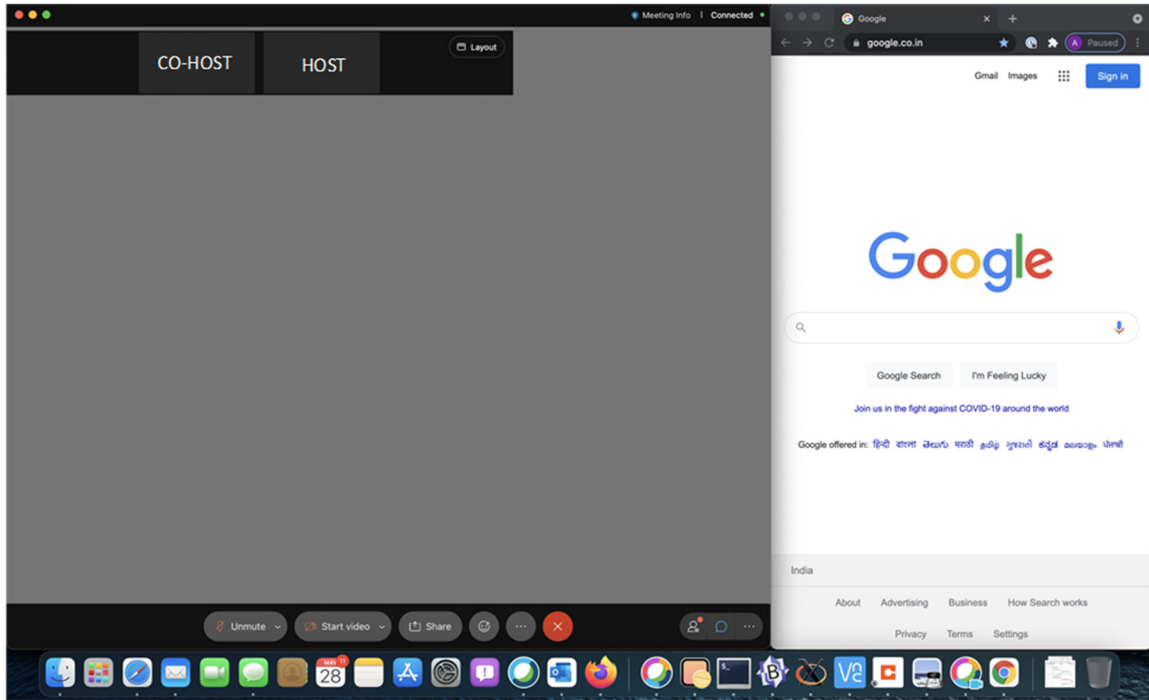 Meeting Info | Connected
CO-HOST
HOST
Layout
Unmute
Start video
Share
Google
google.co.in
A Paused
Gmail Images Sign in
Google
Google Search I'm Feeling Lucky
Join us in the fight against COVID-19 around the world
Google offered in: हिन्दी বাংলা తెలుగు मराठी தமிழ் ગુજરાતી ಕನ್ನಡ മലയാളം ਪੰਜਾਬੀ
India
About Advertising Business How Search works
Privacy Terms Settings
MAY 11
28